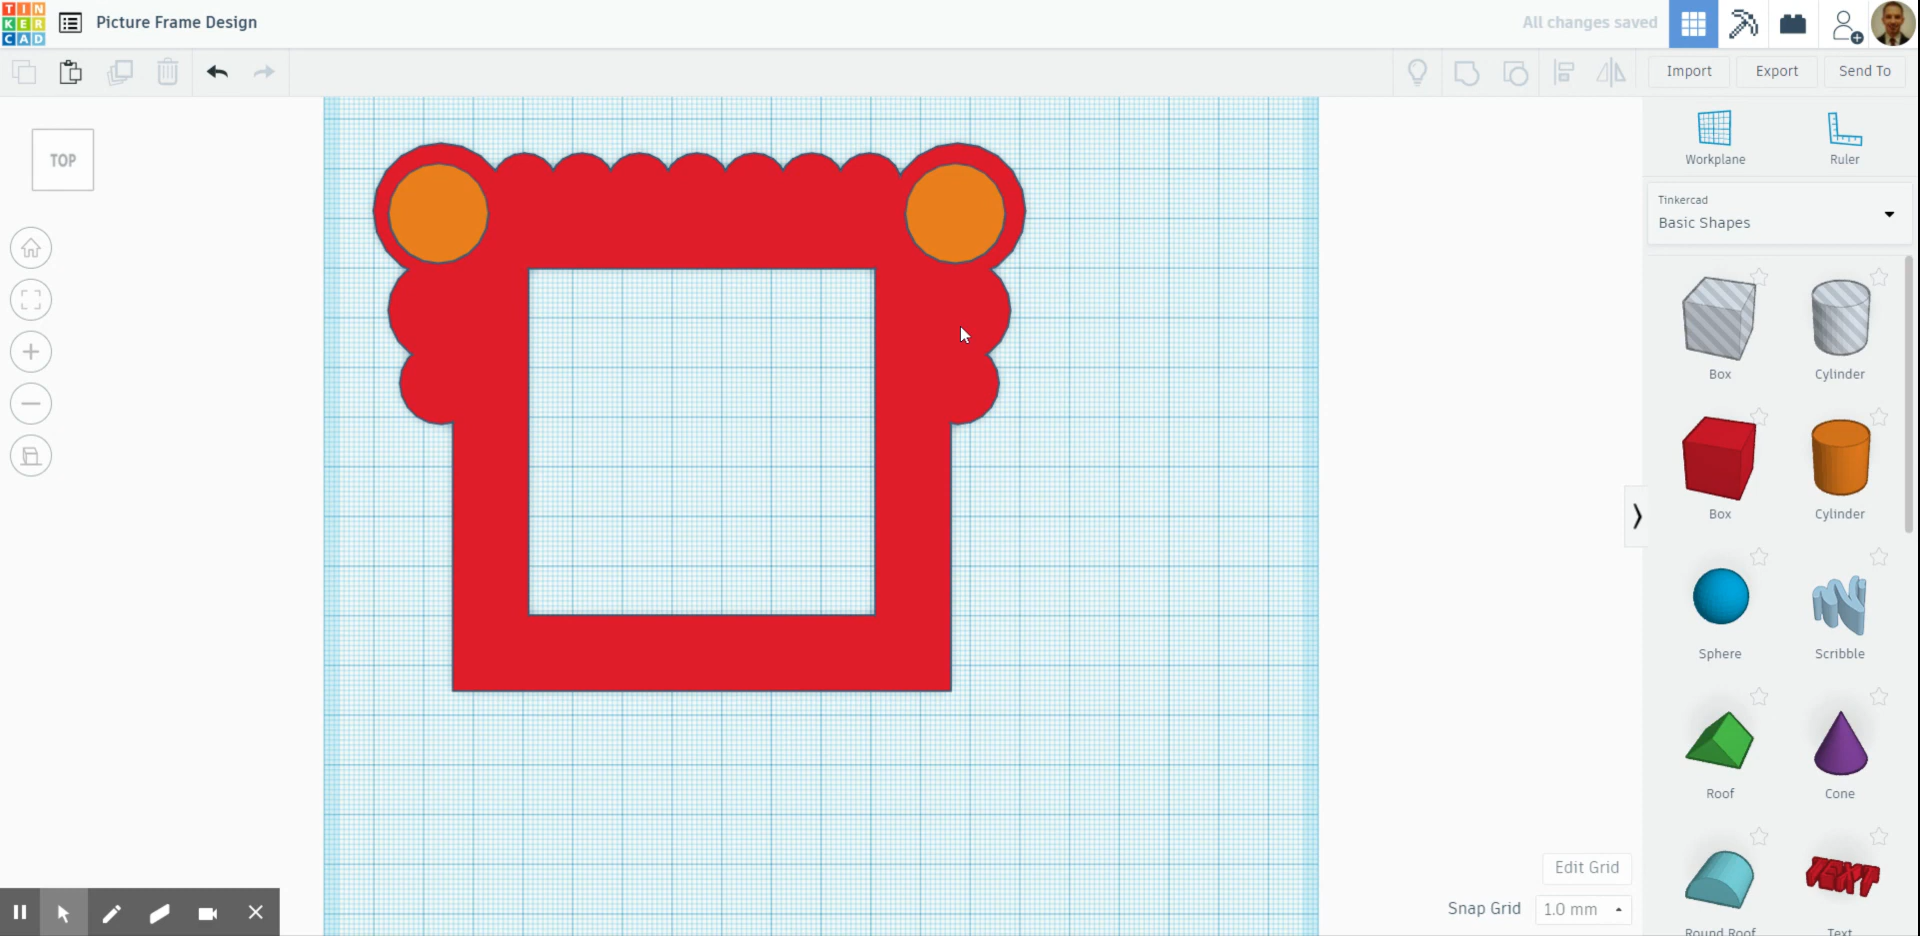 TIN
KER
CAD
Picture Frame Design
All changes saved
Import
Export
Send To
TOP
Workplane
Ruler
Tinkercad
Basic Shapes
Box
Cylinder
Box
Cylinder
Sphere
Scribble
Roof
Cone
TEXT
Round Roof
Text
Edit Grid
Snap Grid
1.0 mm